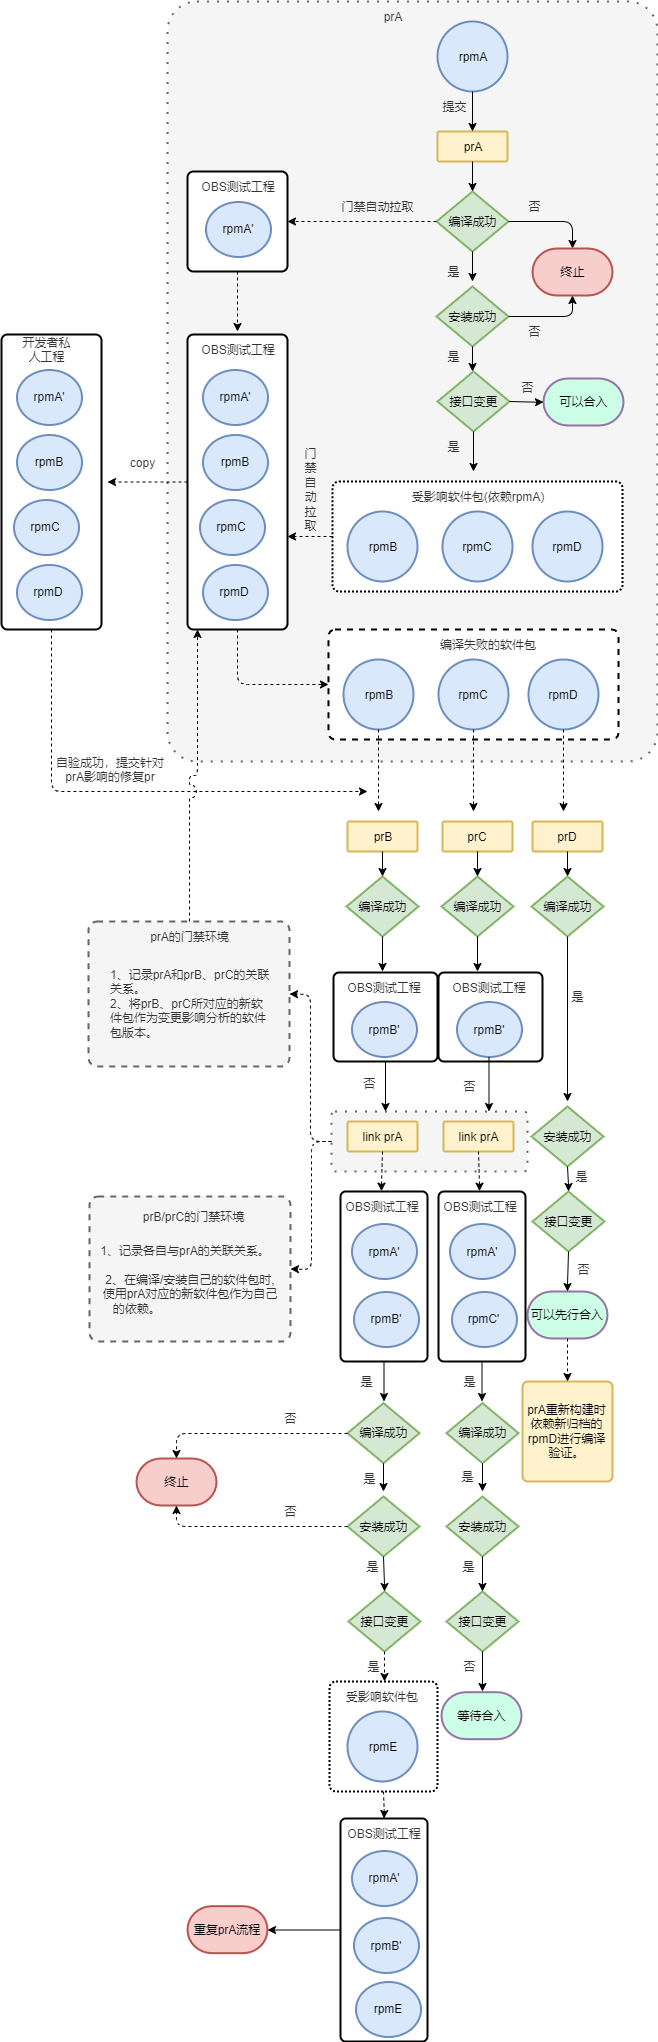 prA
rpmA
提交
prA
OBS测试工程
rpmA'
门禁自动拉取
编译成功
否
是
终止
安装成功
否
是
开发者私
人工程
rpmA'
rpmB
rpmC
rpmD
copy
OBS测试工程
rpmA'
rpmB
rpmC
rpmD
接口变更
否
可以合入
是
门
禁
自
动
拉
取
受影响软件包(依赖rpmA)
rpmB
rpmC
rpmD
编译失败的软件包
rpmB
rpmC
rpmD
自验成功，提交针对
prA影响的修复pr
prB
prC
prD
编译成功
编译成功
编译成功
prA的门禁环境
1、记录prA和prB、prC的关联
关系。
2、将prB、prC所对应的新软
件包作为变更影响分析的软件
包版本。
OBS测试工程
rpmB'
OBS测试工程
rpmB'
是
否
否
link prA
link prA
安装成功
是
prB/prC的门禁环境
1、记录各自与prA的关联关系。
2、在编译/安装自己的软件包时,
使用prA对应的新软件包作为自己
的依赖。
OBS测试工程
rpmA'
rpmB'
OBS测试工程
rpmA'
rpmC'
接口变更
否
可以先行合入
是
是
prA重新构建时
依赖新归档的
rpmD进行编译
验证。
否
编译成功
编译成功
终止
是
是
否
安装成功
安装成功
是
是
接口变更
接口变更
是
否
受影响软件包
rpmE
等待合入
OBS测试工程
rpmA'
rpmB'
rpmE
重复prA流程